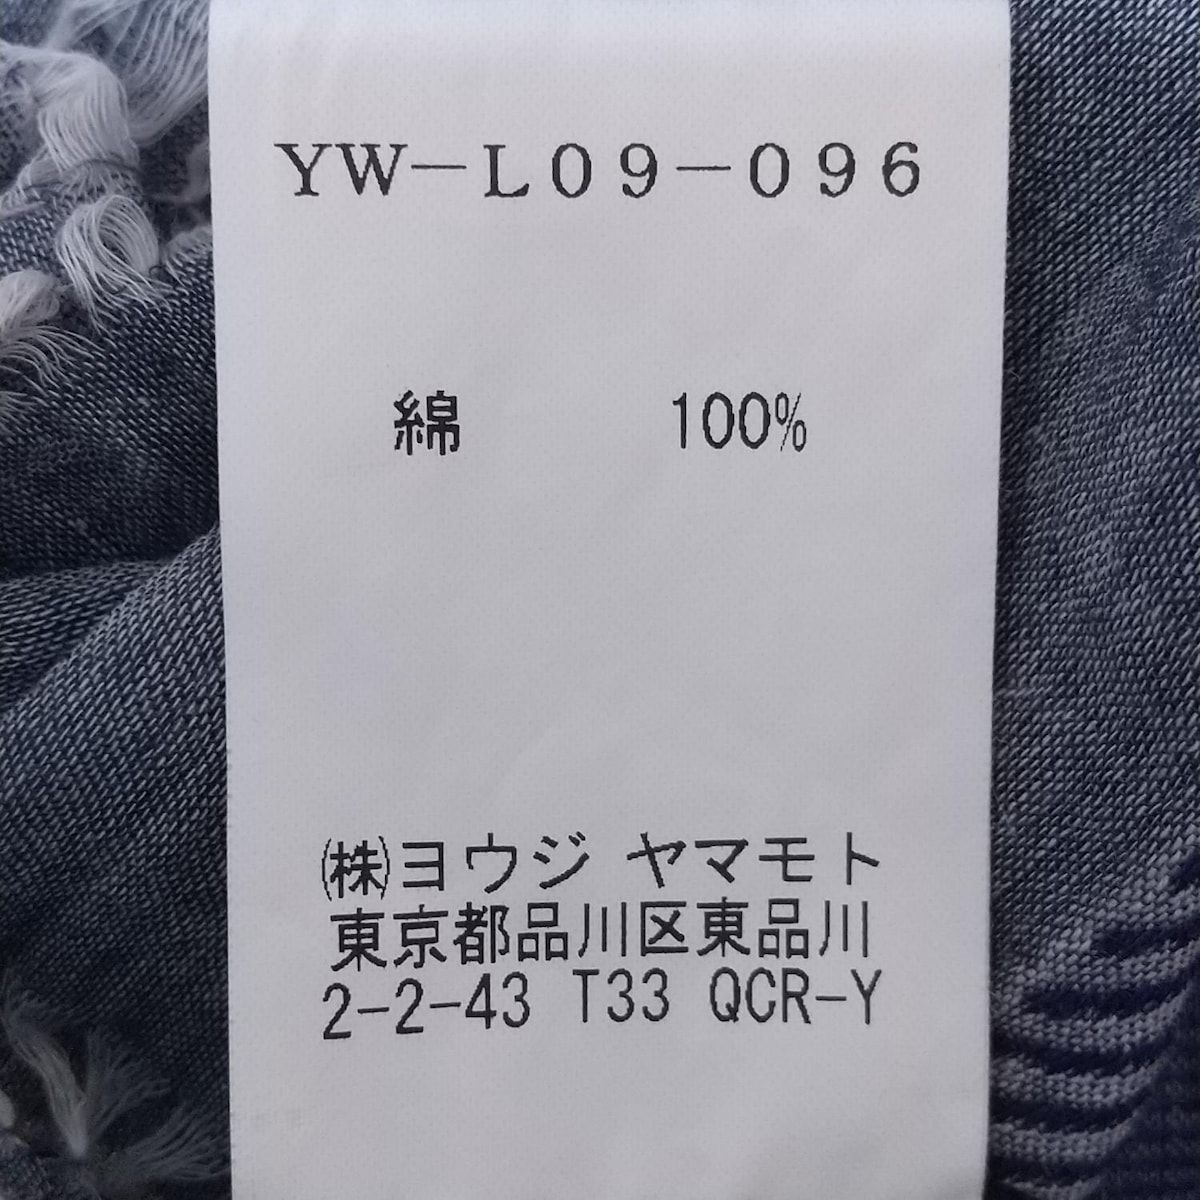 YW-L09-096
綿 100%
㈱ヨウジ ヤマモト
東京都品川区東品川
2-2-43 T33 QCR-Y